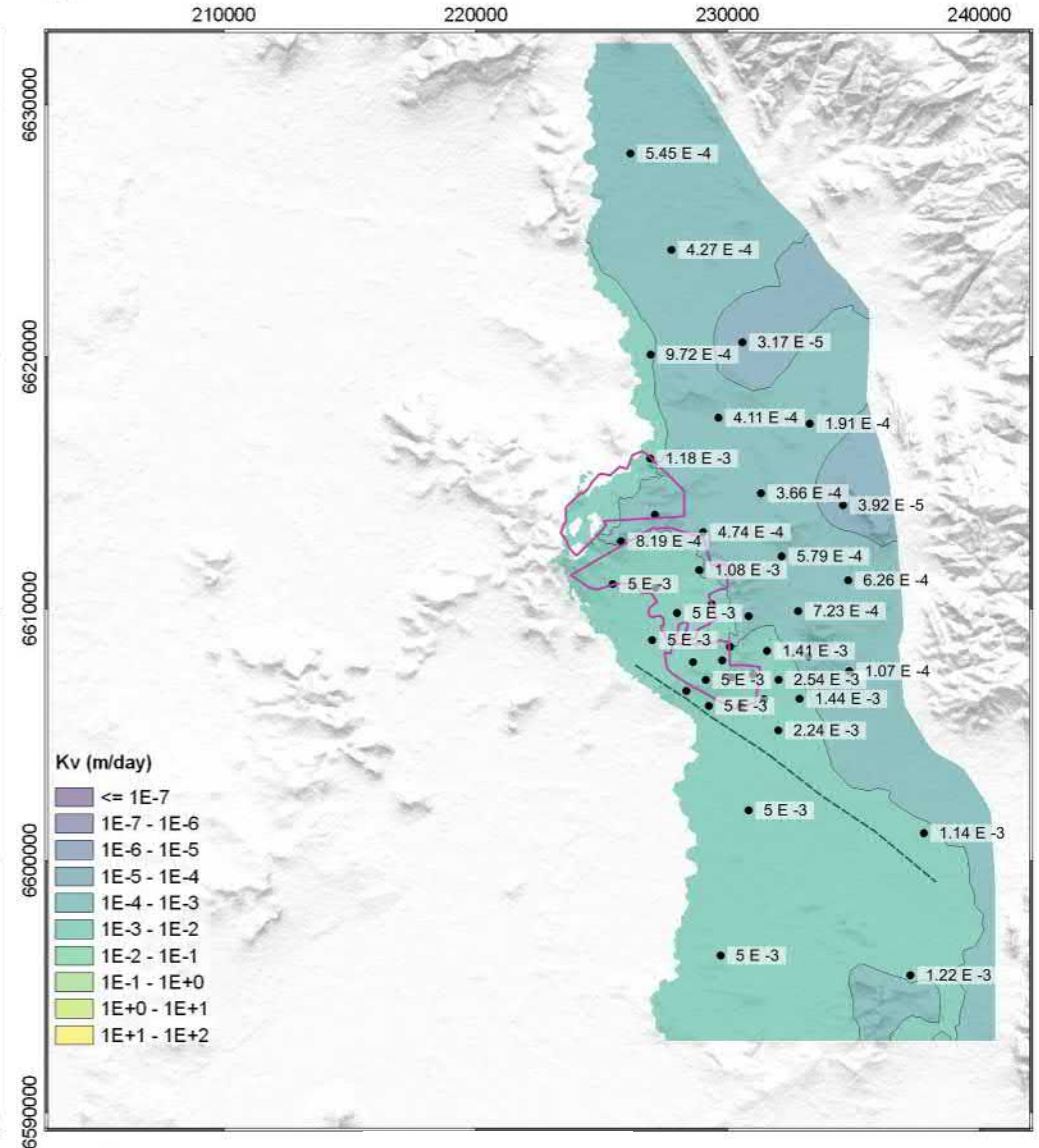 210000 220000 230000 240000
6630000
6620000
6610000
6600000
6590000
5.45 E -4
4.27 E -4
3.17 E -5
9.72 E -4
4.11 E -4
1.91 E -4
1.18 E -3
3.66 E -4
3.92 E -5
4.74 E -4
8.19 E -4
5.79 E -4
1.08 E -3
6.26 E -4
5 E -3
5 E -3
7.23 E -4
5 E -3
1.41 E -3
1.07 E -4
5 E -3
2.54 E -3
1.44 E -3
5 E -3
2.24 E -3
5 E -3
1.14 E -3
5 E -3
1.22 E -3
Kv (m/day)
<= 1E-7
1E-7 - 1E-6
1E-6 - 1E-5
1E-5 - 1E-4
1E-4 - 1E-3
1E-3 - 1E-2
1E-2 - 1E-1
1E-1 - 1E+0
1E+0 - 1E+1
1E+1 - 1E+2